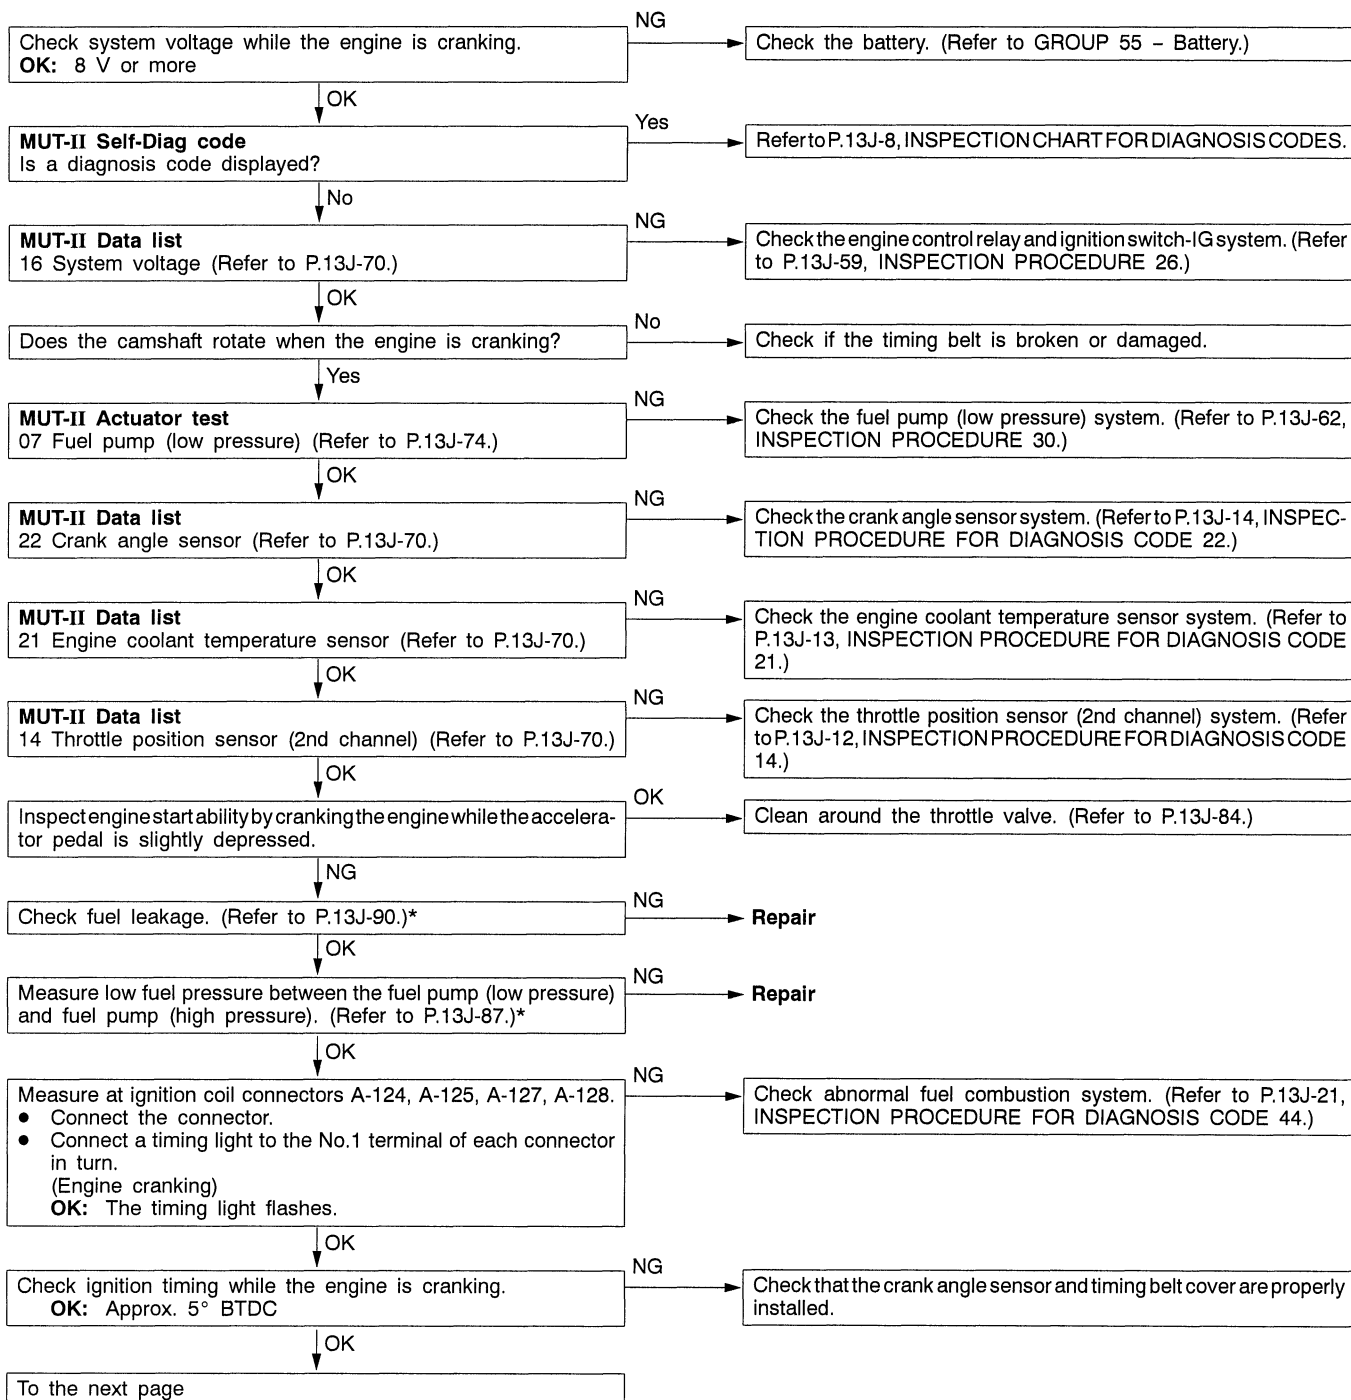 Check system voltage while the engine is cranking.
OK: 8 V or more
NG
Check the battery. (Refer to GROUP 55 – Battery.)
OK
MUT-II Self-Diag code
Is a diagnosis code displayed?
Yes
Refer to P.13J-8, INSPECTION CHART FOR DIAGNOSIS CODES.
No
MUT-II Data list
16 System voltage (Refer to P.13J-70.)
NG
Check the engine control relay and ignition switch-IG system. (Refer
to P.13J-59, INSPECTION PROCEDURE 26.)
OK
Does the camshaft rotate when the engine is cranking?
No
Check if the timing belt is broken or damaged.
Yes
MUT-II Actuator test
07 Fuel pump (low pressure) (Refer to P.13J-74.)
NG
Check the fuel pump (low pressure) system. (Refer to P.13J-62,
INSPECTION PROCEDURE 30.)
OK
MUT-II Data list
22 Crank angle sensor (Refer to P.13J-70.)
NG
Check the crank angle sensor system. (Refer to P.13J-14, INSPEC-
TION PROCEDURE FOR DIAGNOSIS CODE 22.)
OK
MUT-II Data list
21 Engine coolant temperature sensor (Refer to P.13J-70.)
NG
Check the engine coolant temperature sensor system. (Refer to
P.13J-13, INSPECTION PROCEDURE FOR DIAGNOSIS CODE
21.)
OK
MUT-II Data list
14 Throttle position sensor (2nd channel) (Refer to P.13J-70.)
NG
Check the throttle position sensor (2nd channel) system. (Refer
to P.13J-12, INSPECTION PROCEDURE FOR DIAGNOSIS CODE
14.)
OK
Inspect engine start ability by cranking the engine while the accelera-
tor pedal is slightly depressed.
OK
Clean around the throttle valve. (Refer to P.13J-84.)
NG
Check fuel leakage. (Refer to P.13J-90.)*
NG
Repair
OK
Measure low fuel pressure between the fuel pump (low pressure)
and fuel pump (high pressure). (Refer to P.13J-87.)*
NG
Repair
OK
Measure at ignition coil connectors A-124, A-125, A-127, A-128.
● Connect the connector.
● Connect a timing light to the No.1 terminal of each connector
in turn.
(Engine cranking)
OK: The timing light flashes.
NG
Check abnormal fuel combustion system. (Refer to P.13J-21,
INSPECTION PROCEDURE FOR DIAGNOSIS CODE 44.)
OK
Check ignition timing while the engine is cranking.
OK: Approx. 5° BTDC
NG
Check that the crank angle sensor and timing belt cover are properly
installed.
OK
To the next page